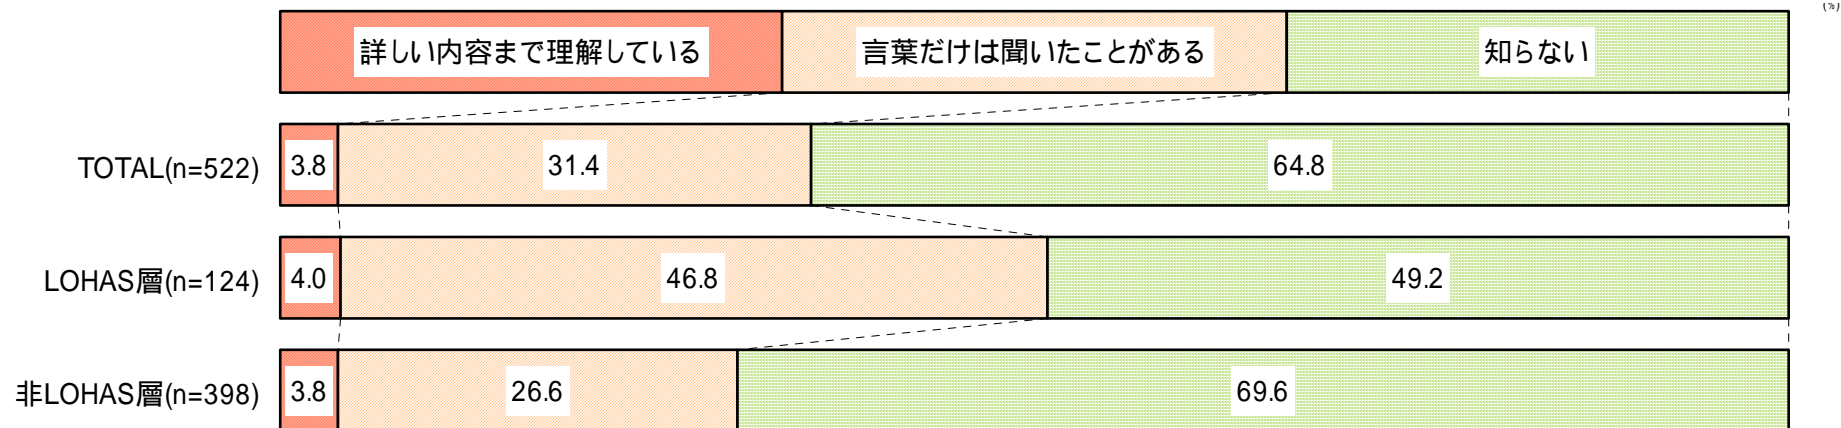 (%)
詳しい内容まで理解している 言葉だけは聞いたことがある 知らない
TOTAL(n=522) 3.8 31.4 64.8
LOHAS層(n=124) 4.0 46.8 49.2
非LOHAS層(n=398) 3.8 26.6 69.6